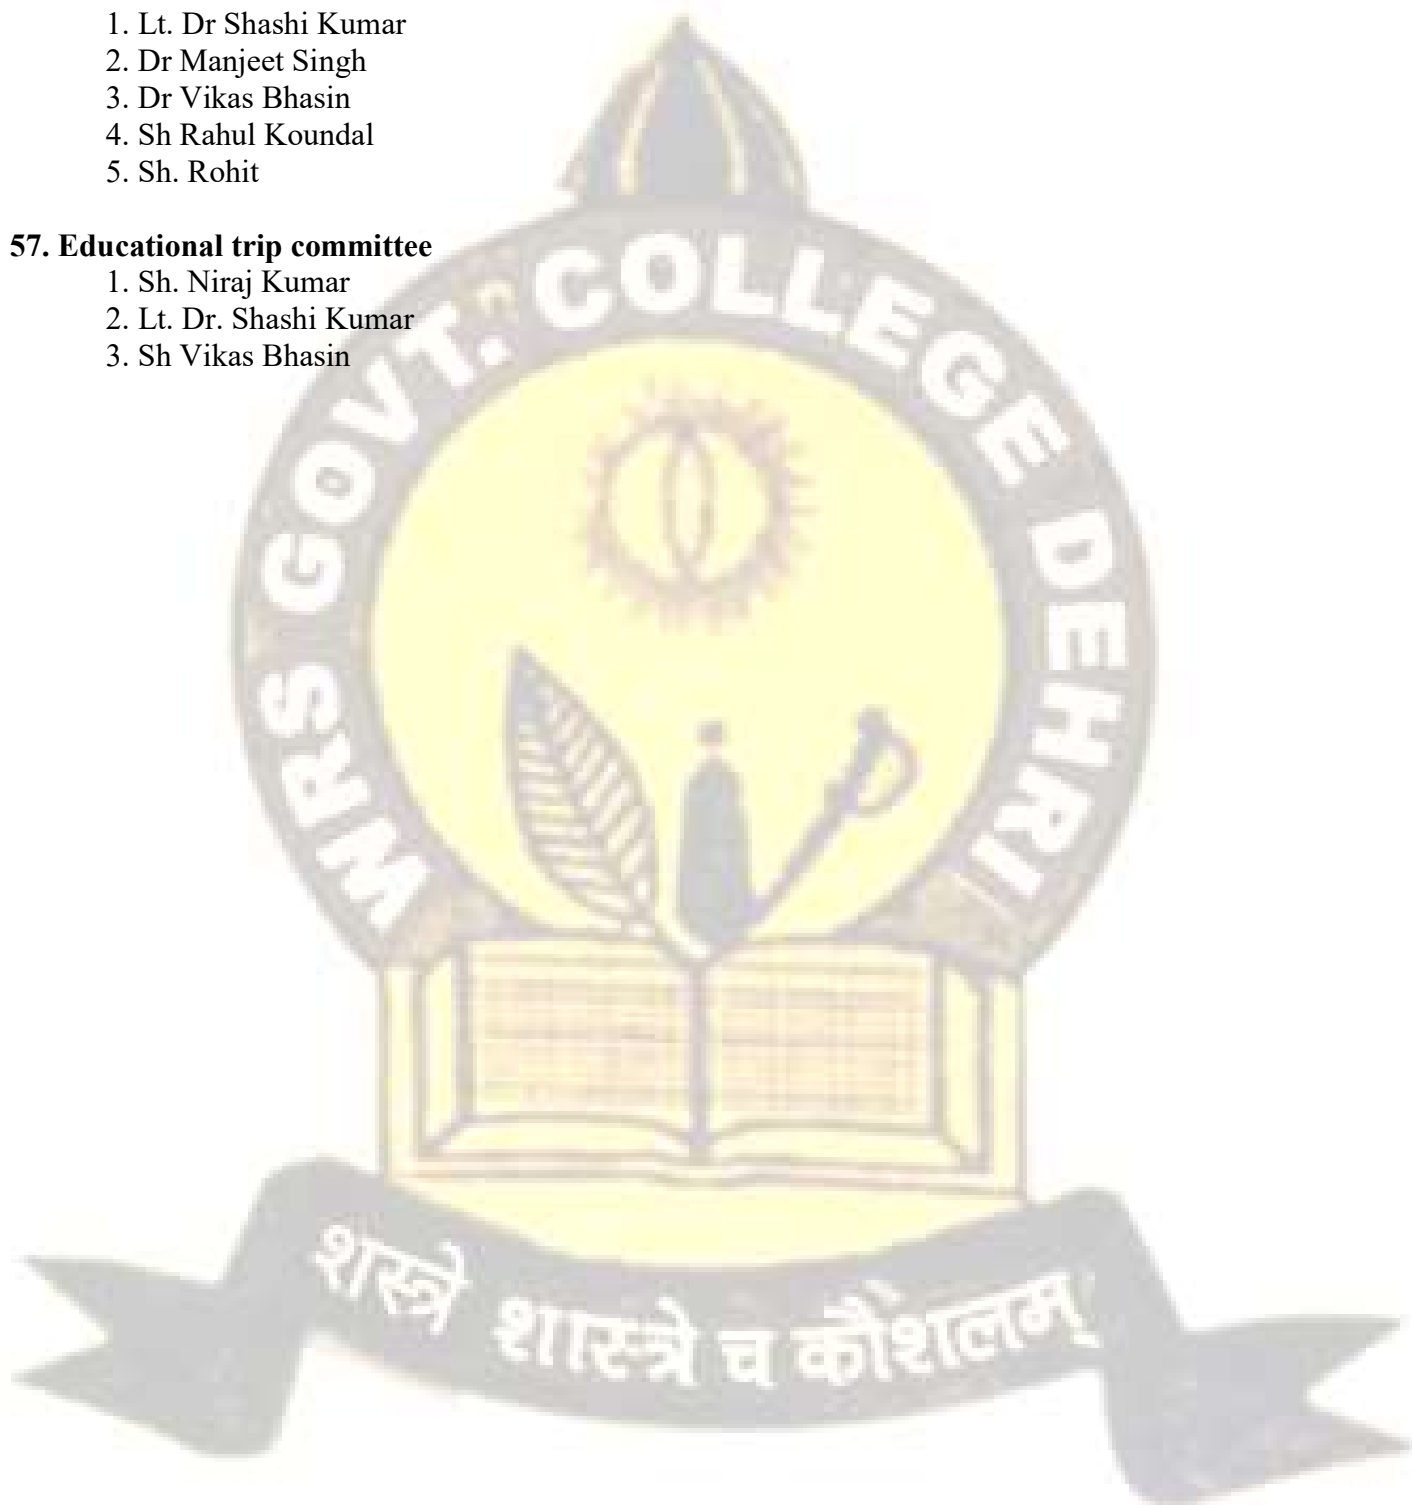 1. Lt. Dr Shashi Kumar
2. Dr Manjeet Singh
3. Dr Vikas Bhasin
4. Sh Rahul Koundal
5. Sh. Rohit
57. Educational trip committee
1. Sh. Niraj Kumar
2. Lt. Dr. Shashi Kumar
3. Sh Vikas Bhasin
WRS GOVT. COLLEGE DEHRI
शस्त्रे शास्त्रे च कौशलम्